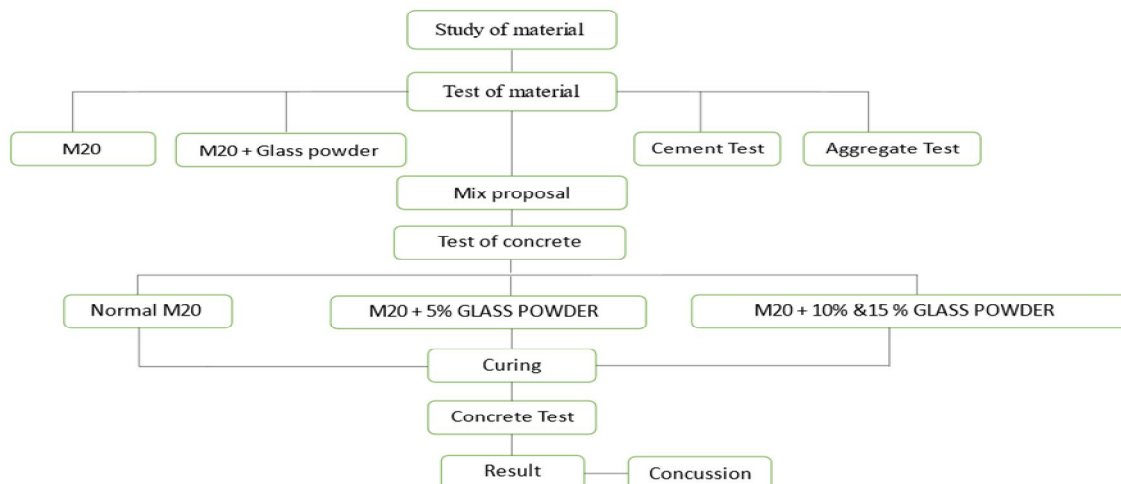 Study of material
Test of material
M20
M20 + Glass powder
Cement Test
Aggregate Test
Mix proposal
Test of concrete
Normal M20
M20 + 5% GLASS POWDER
M20 + 10% &15 % GLASS POWDER
Curing
Concrete Test
Result
Concussion